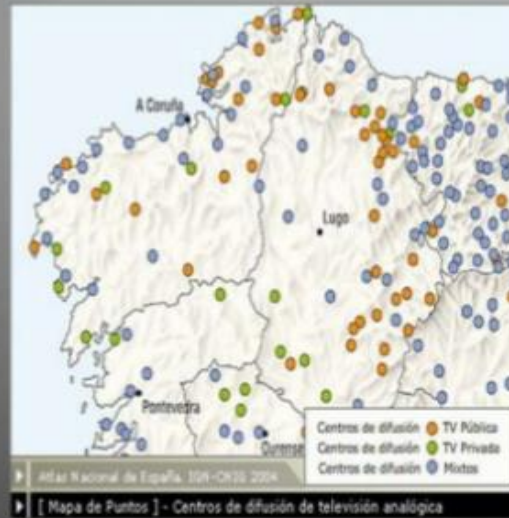 A Coruña
Lugo
Pontevedra
Ourense
Centros de difusión TV Pública
Centros de difusión TV Privada
Centros de difusión Mixtos
Atlas Nacional de España. IGN-CNIG 2004
[ Mapa de Puntos ] - Centros de difusión de televisión analógica